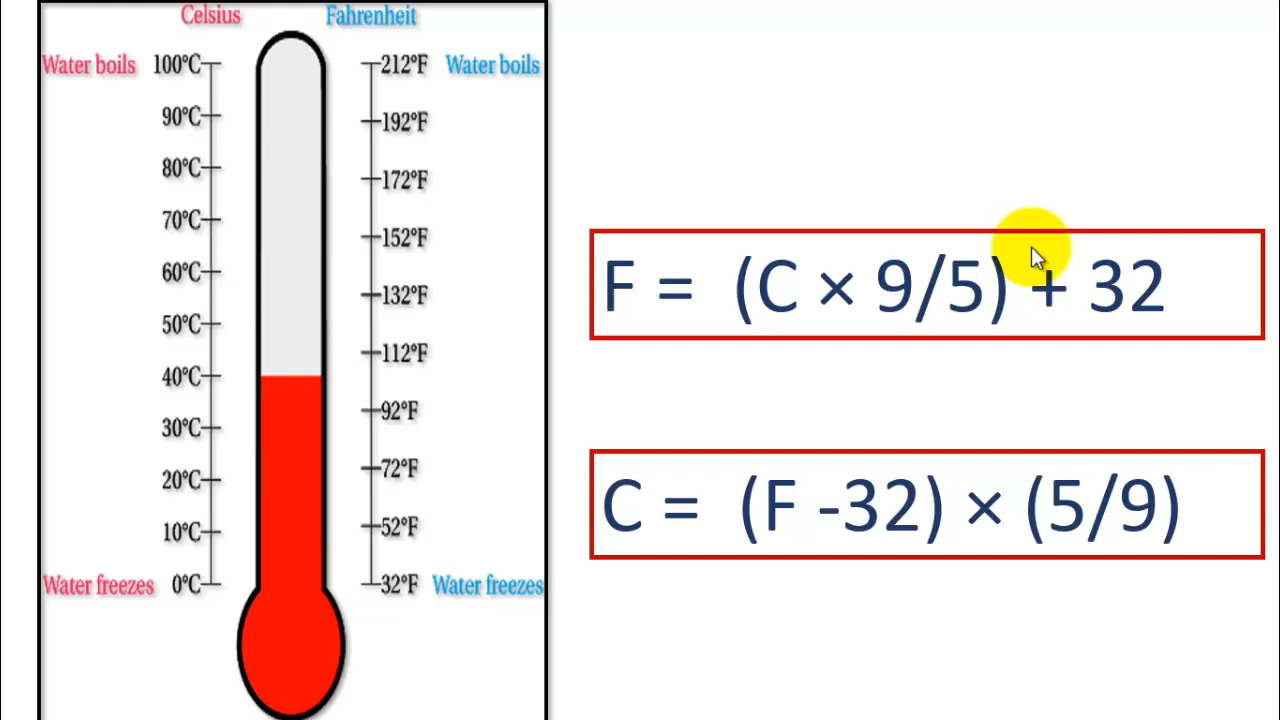 Celsius Fahrenheit
Water boils 100°C 212°F Water boils
90°C 192°F
80°C 172°F
70°C 152°F
60°C 132°F
50°C 112°F
40°C 92°F
30°C 72°F
20°C 52°F
10°C
Water freezes 0°C 32°F Water freezes
F = (C × 9/5) + 32
C = (F -32) × (5/9)